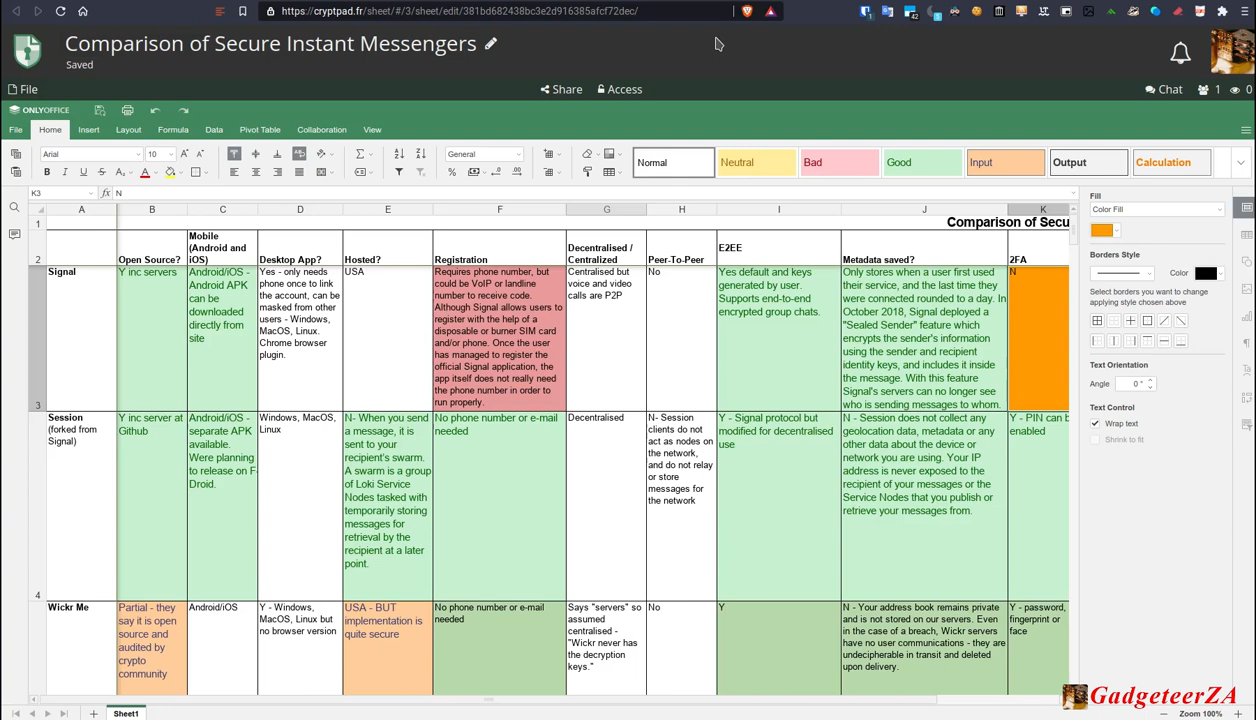 https://cryptpad.fr/sheet/#/3/sheet/edit/381bd682438bc3e2d916385afcf72dec/
Comparison of Secure Instant Messengers
Saved
File
Share
Access
Chat
1
0
ONLYOFFICE
File Home Insert Layout Formula Data Pivot Table Collaboration View
Arial 10 General Normal Neutral Bad Good Input Output Calculation
K3 fx N
A B C D E F G H I J K
1
Comparison of Secu
2
Open Source?
Mobile
(Android and
iOS)
Desktop App?
Hosted?
Registration
Decentralised /
Centralized
Peer-To-Peer
E2EE
Metadata saved?
2FA
3
Signal
Y inc servers
Android/iOS -
Android APK
can be
downloaded
directly from
site
Yes - only needs
phone once to link
the account, can be
masked from other
users - Windows,
MacOS, Linux.
Chrome browser
plugin.
USA
Requires phone number, but
could be VoIP or landline
number to receive code.
Although Signal allows users to
register with the help of a
disposable or burner SIM card
and/or phone. Once the user
has managed to register the
official Signal application, the
app itself does not really need
the phone number in order to
run properly.
Centralised but
voice and video
calls are P2P
No
Yes default and keys
generated by user.
Supports end-to-end
encrypted group chats.
Only stores when a user first used
their service, and the last time they
were connected rounded to a day. In
October 2018, Signal deployed a
"Sealed Sender" feature which
encrypts the sender's information
using the sender and recipient
identity keys, and includes it inside
the message. With this feature
Signal's servers can no longer see
who is sending messages to whom.
N
4
Session
(forked from
Signal)
Y inc server at
Github
Android/iOS -
separate APK
available.
Were planning
to release on F-
Droid.
Windows, MacOS,
Linux
N- When you send
a message, it is
sent to your
recipient's swarm.
A swarm is a group
of Loki Service
Nodes tasked with
temporarily storing
messages for
retrieval by the
recipient at a later
point.
No phone number or e-mail
needed
Decentralised
N- Session
clients do not
act as nodes on
the network,
and do not relay
or store
messages for
the network
Y - Signal protocol but
modified for decentralised
use
N - Session does not collect any
geolocation data, metadata or any
other data about the device or
network you are using. Your IP
address is never exposed to the
recipient of your messages or the
Service Nodes that you publish or
retrieve your messages from.
Y - PIN can b
enabled
Wickr Me
Partial - they
say it is open
source and
audited by
crypto
community
Android/iOS
Y - Windows,
MacOS, Linux but
no browser version
USA - BUT
implementation is
quite secure
No phone number or e-mail
needed
Says "servers" so
assumed
centralised -
"Wickr never has
the decryption
keys."
No
Y
N - Your address book remains private
and is not stored on our servers. Even
in the case of a breach, Wickr servers
have no user communications - they are
undecipherable in transit and deleted
upon delivery.
Y - password,
fingerprint or
face
Fill
Color Fill
Borders Style
Color
Select borders you want to change
applying style chosen above
Text Orientation
Angle 0 °
Text Control
Wrap text
Shrink to fit
GadgeteerZA
Sheet1
Zoom 100%